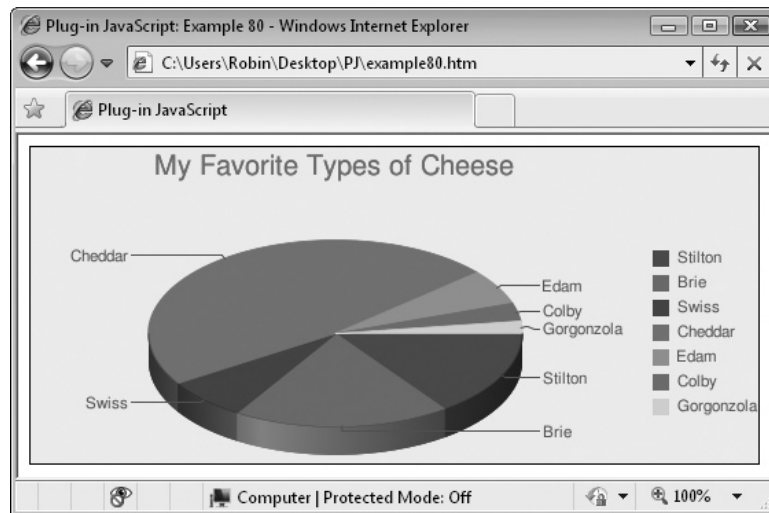 Plug-in JavaScript: Example 80 - Windows Internet Explorer
C:\Users\Robin\Desktop\PJ\example80.htm
Plug-in JavaScript
My Favorite Types of Cheese
Cheddar
Edam
Colby
Gorgonzola
Stilton
Swiss
Brie
Stilton
Brie
Swiss
Cheddar
Edam
Colby
Gorgonzola
Computer | Protected Mode: Off
100%